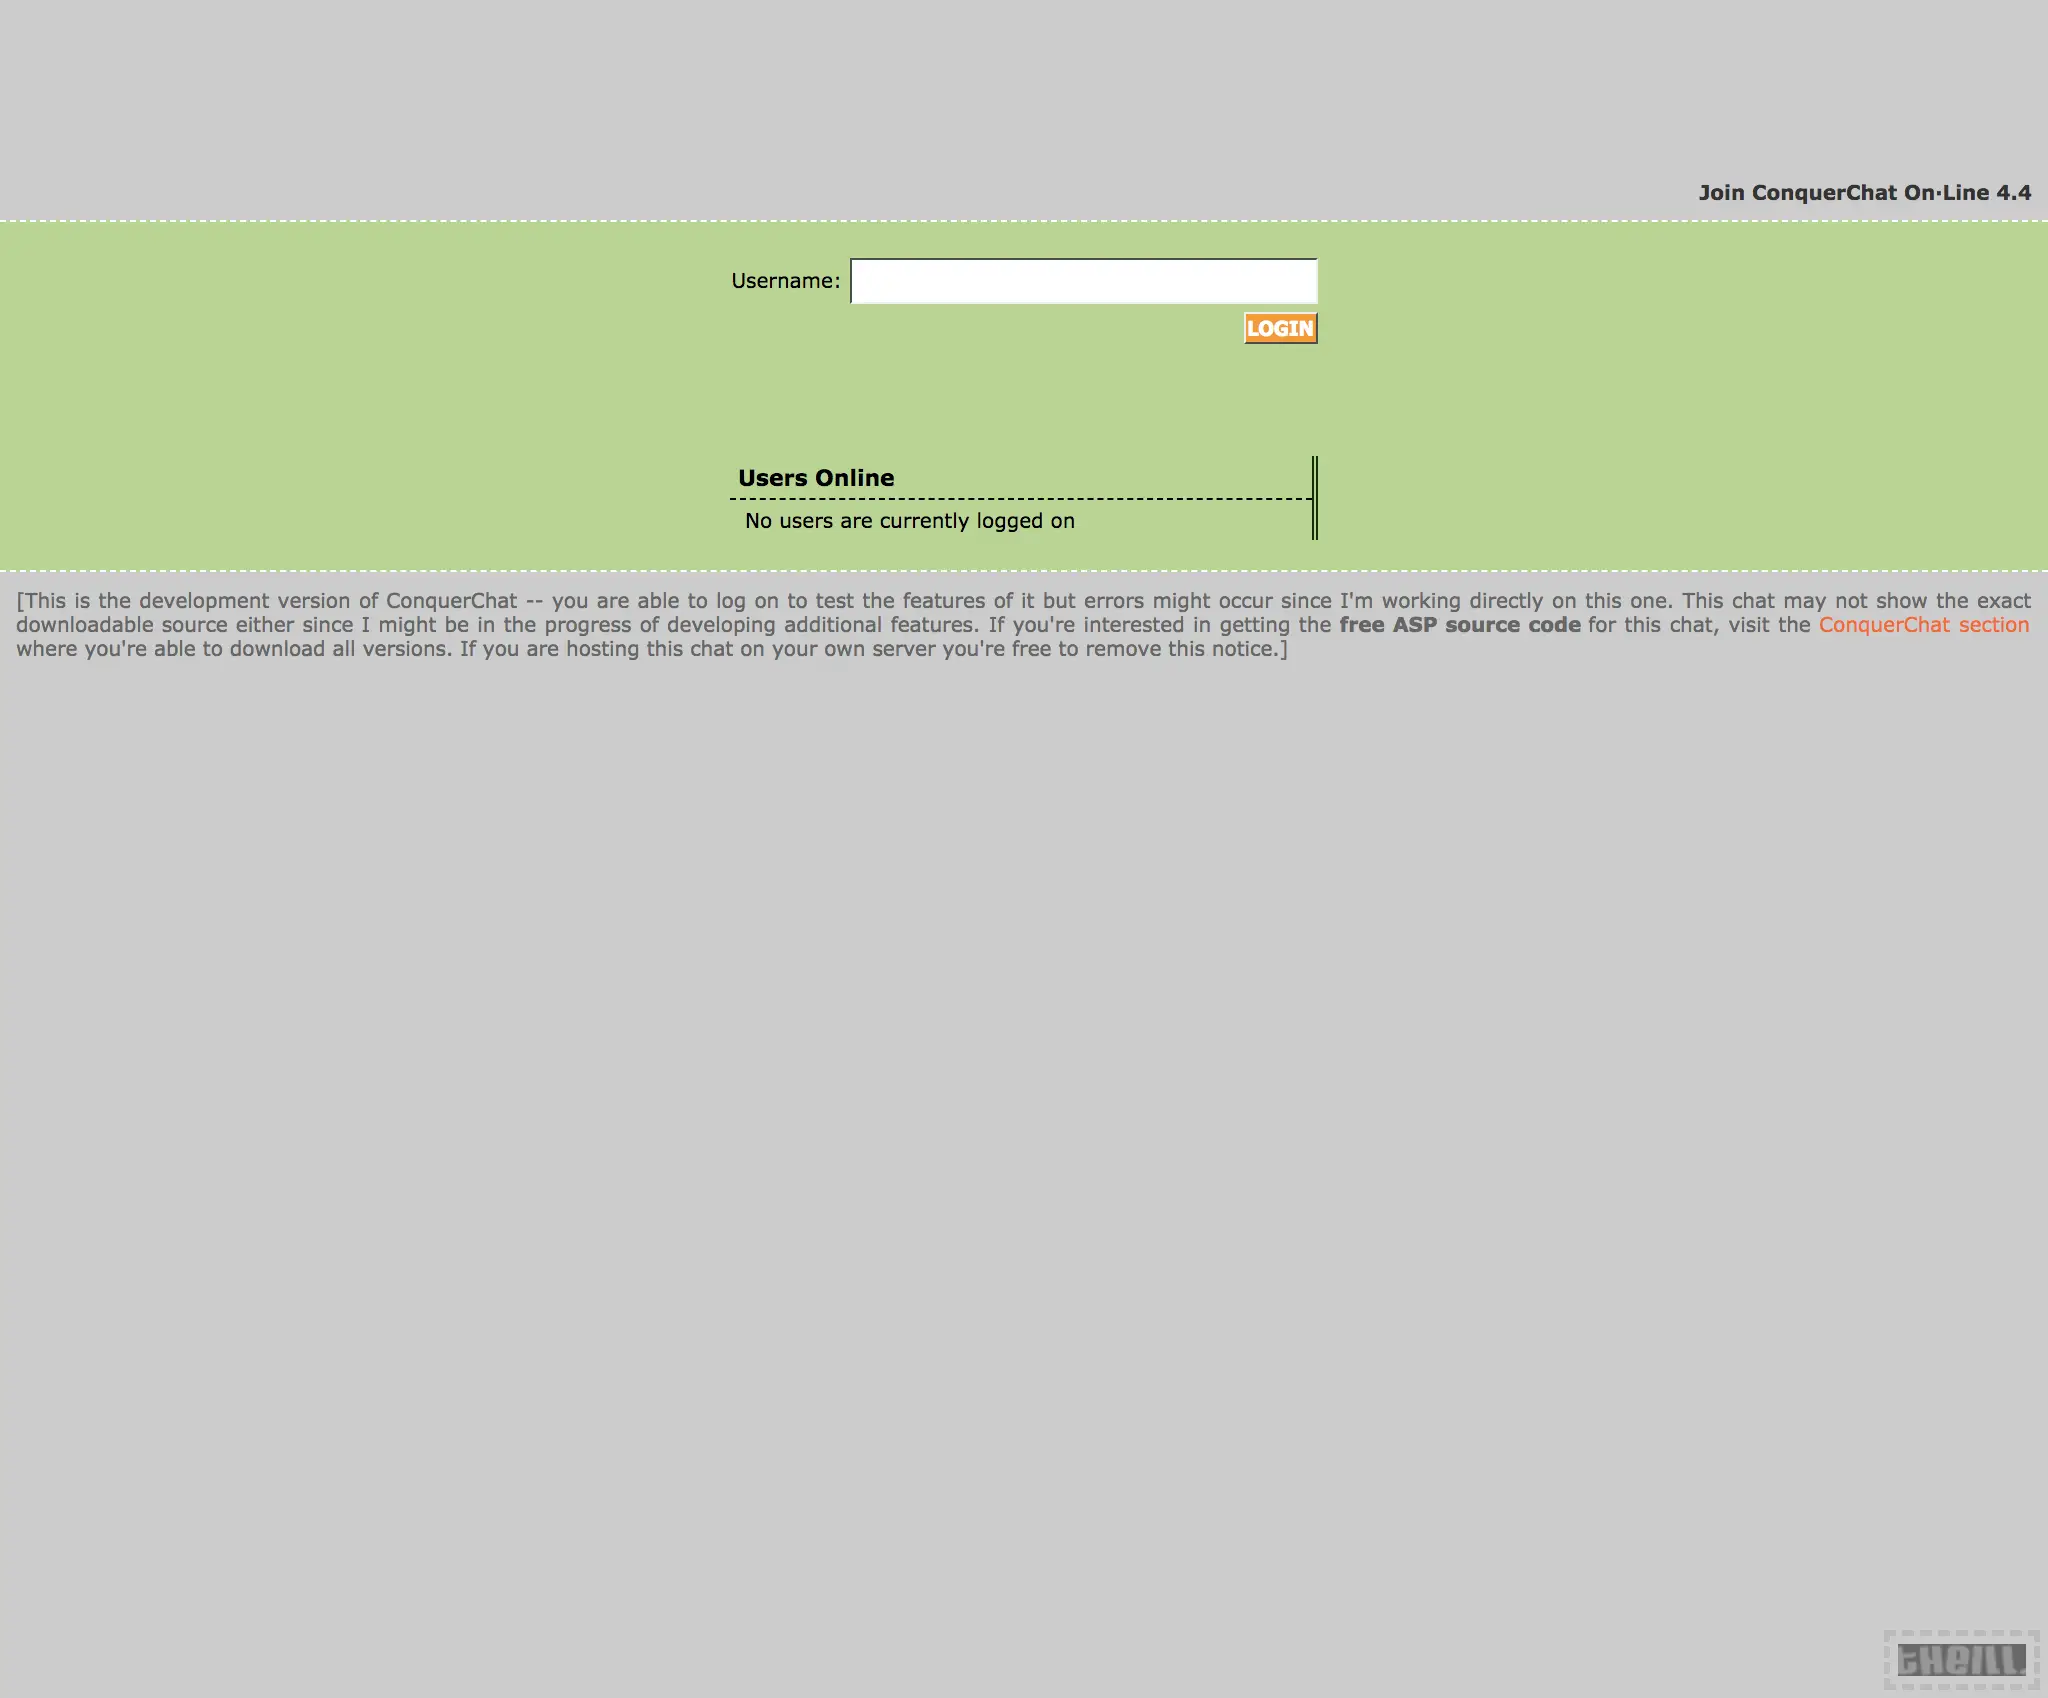 Join ConquerChat On·Line 4.4
Username:
LOGIN
Users Online
No users are currently logged on
[This is the development version of ConquerChat -- you are able to log on to test the features of it but errors might occur since I'm working directly on this one. This chat may not show the exact
downloadable source either since I might be in the progress of developing additional features. If you're interested in getting the free ASP source code for this chat, visit the ConquerChat section
where you're able to download all versions. If you are hosting this chat on your own server you're free to remove this notice.]
tHeill.